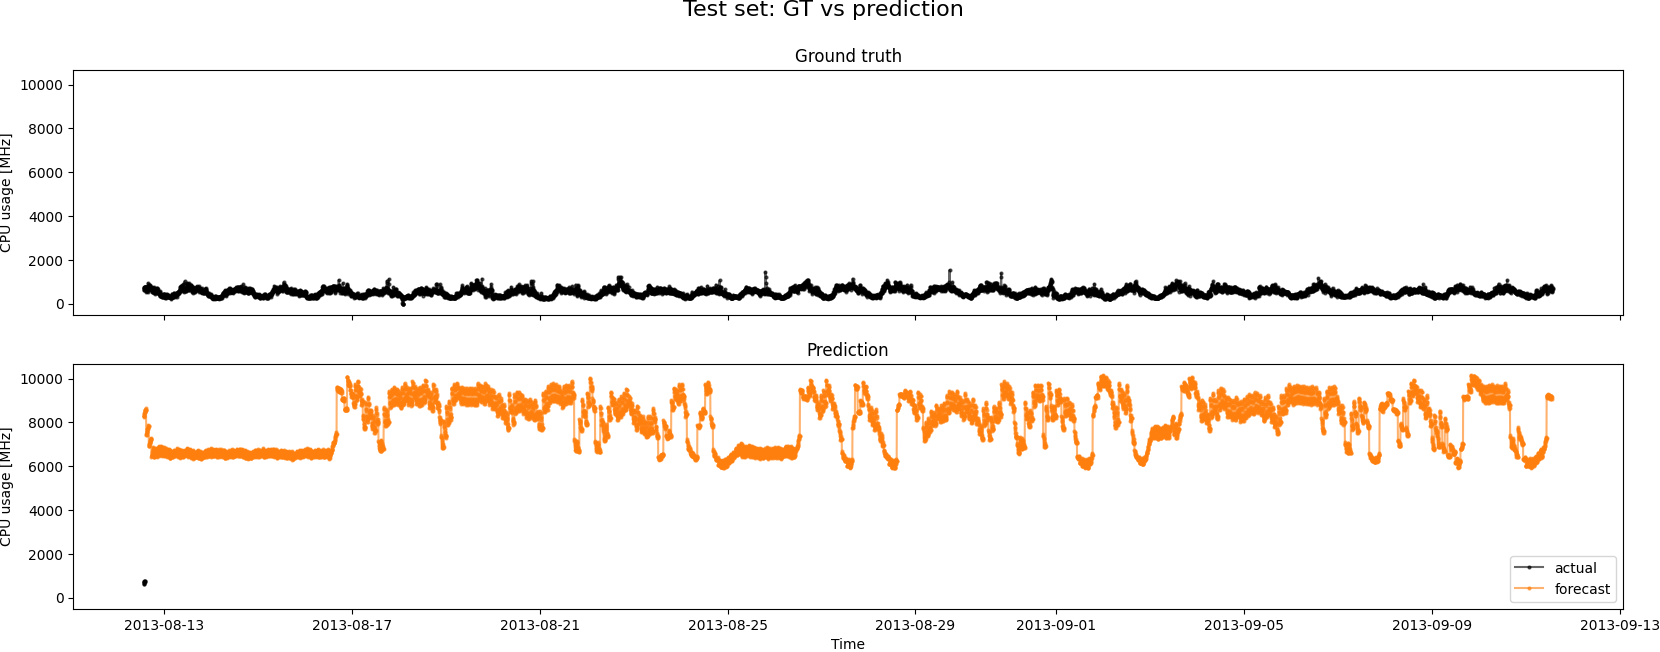 Test set: GT vs prediction
Ground truth
CPU usage [MHz]
10000
8000
6000
4000
2000
0
Prediction
CPU usage [MHz]
10000
8000
6000
4000
2000
0
actual
forecast
2013-08-13 2013-08-17 2013-08-21 2013-08-25 2013-08-29 2013-09-01 2013-09-05 2013-09-09 2013-09-13
Time